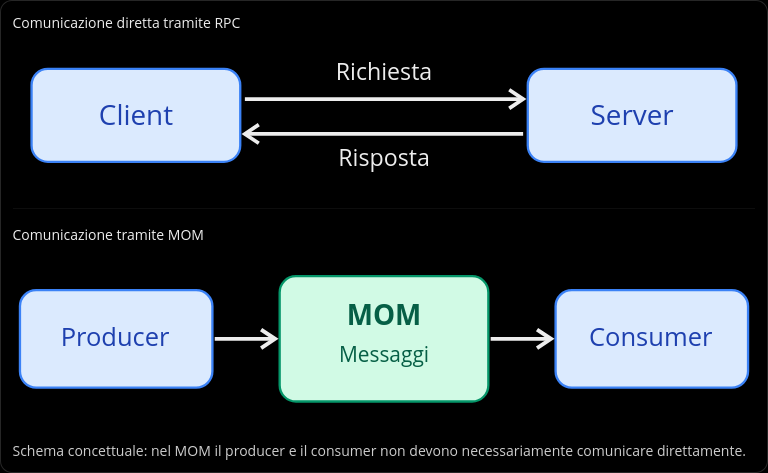 Comunicazione diretta tramite RPC
Richiesta
Client
Server
Risposta
Comunicazione tramite MOM
Producer
MOM
Messaggi
Consumer
Schema concettuale: nel MOM il producer e il consumer non devono necessariamente comunicare direttamente.